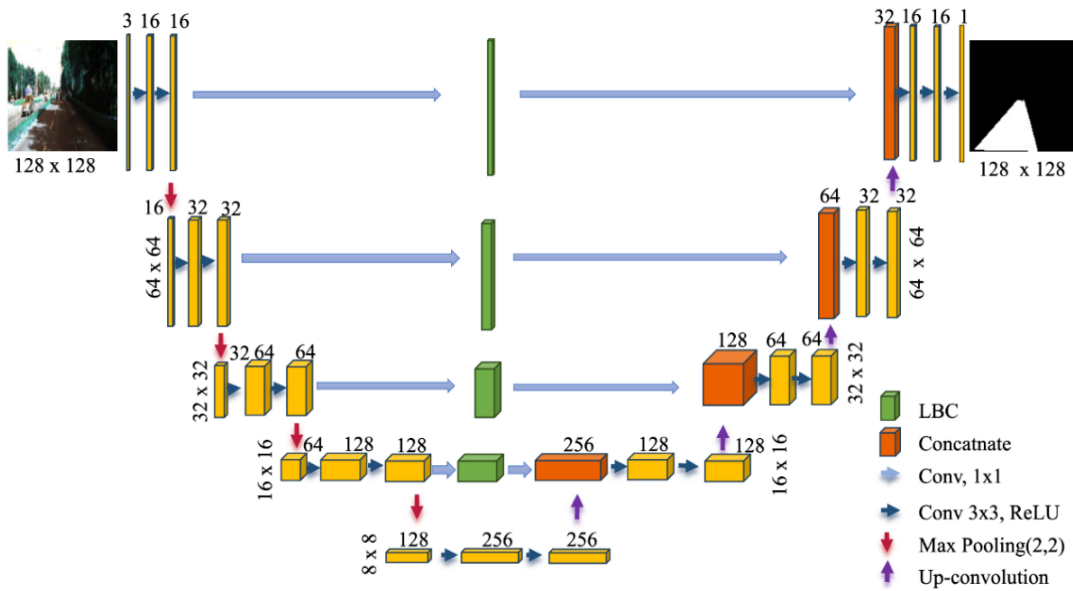 3 16 16
32 16 16 1
128 x 128
128 x 128
16 32 32
64 32 32
64 x 64
64 x 64
32 64 64
128 64 64
32 x 32
32 x 32
64 128 128
256 128 128
16 x 16
16 x 16
128 256 256
8 x 8
LBC
Concatnate
Conv, 1x1
Conv 3x3, ReLU
Max Pooling(2,2)
Up-convolution